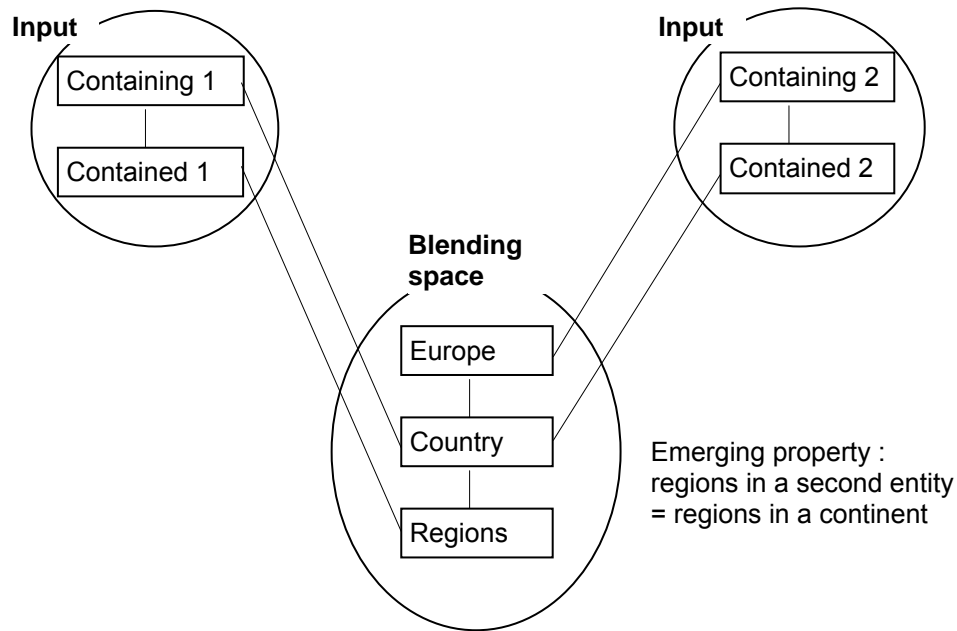 Input
Containing 1
Contained 1
Input
Containing 2
Contained 2
Blending
space
Europe
Country
Regions
Emerging property :
regions in a second entity
= regions in a continent